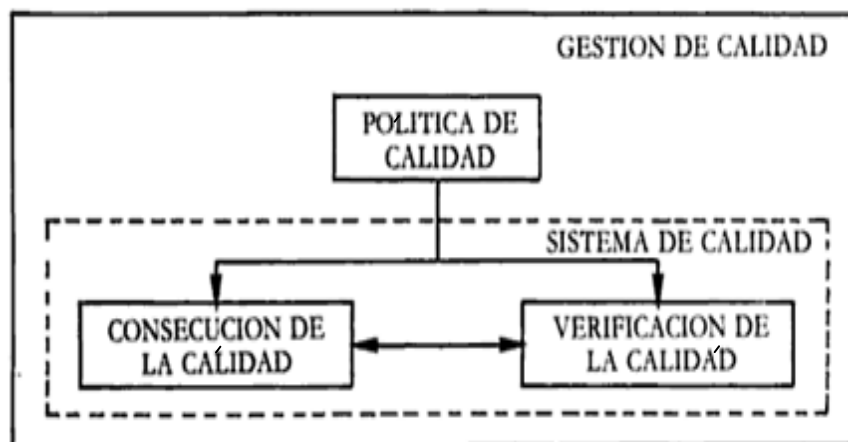 GESTION DE CALIDAD
POLITICA DE
CALIDAD
SISTEMA DE CALIDAD
CONSECUCION DE
LA CALIDAD
VERIFICACION DE
LA CALIDAD